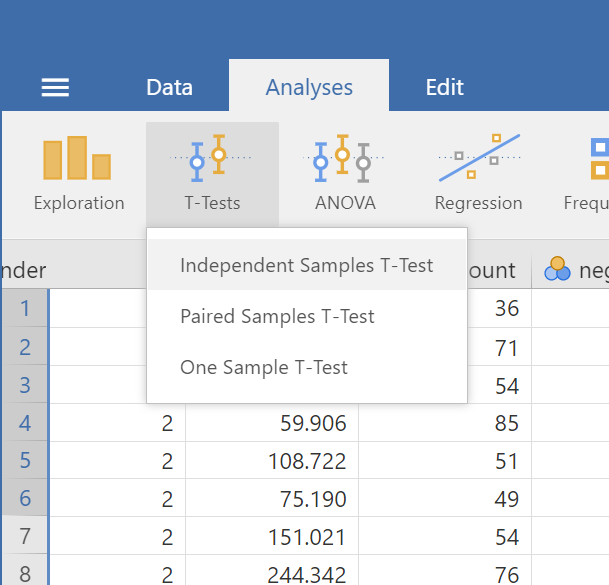 Data Analyses Edit
Exploration T-Tests ANOVA Regression Frequ
Independent Samples T-Test
Paired Samples T-Test
One Sample T-Test
nder ount neg
1 36
2 71
3 54
4 2 59.906 85
5 2 108.722 51
6 2 75.190 49
7 2 151.021 54
8 2 244.342 76